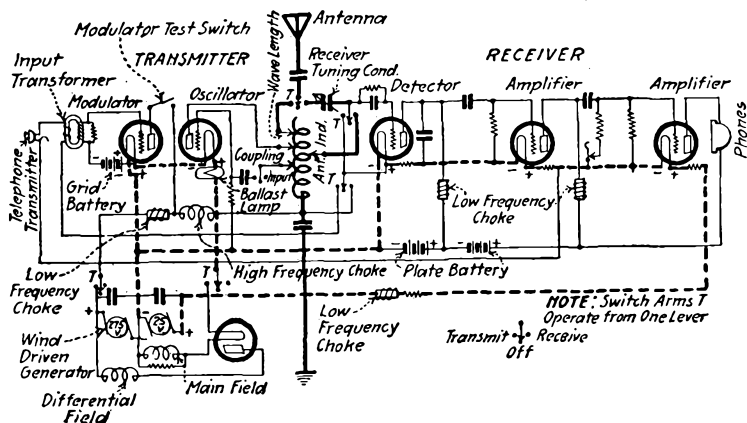 Antenna
Modulator Test Switch
TRANSMITTER
Wave Length
Receiver
Tuning Cond.
RECEIVER
Input
Transformer
Modulator
Oscillator
Detector
Amplifier
Amplifier
T
T
T
Telephone
Transmitter
Grid
Battery
Coupling
Input
Ballast
Lamp
Ant. Ind.
Phones
Low Frequency
Choke
Low
Frequency
Choke
High Frequency Choke
Plate Battery
T
T
Low
Frequency
Choke
NOTE: Switch Arms T
Operate from One Lever
Transmit
Receive
Off
275
25
Wind
Driven
Generator
Main Field
Differential
Field